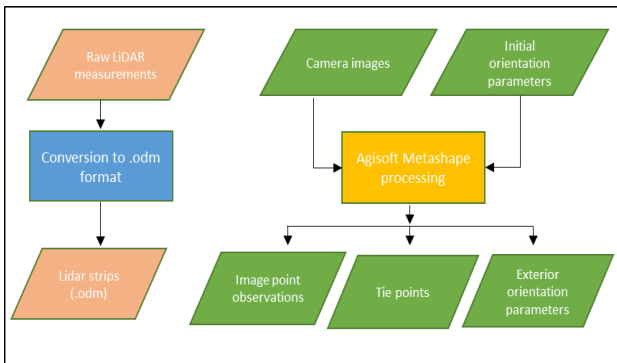 Raw LiDAR
measurements
Camera images
Initial
orientation
parameters
Conversion to .odm
format
Agisoft Metashape
processing
Lidar strips
(.odm)
Image point
observations
Tie points
Exterior
orientation
parameters